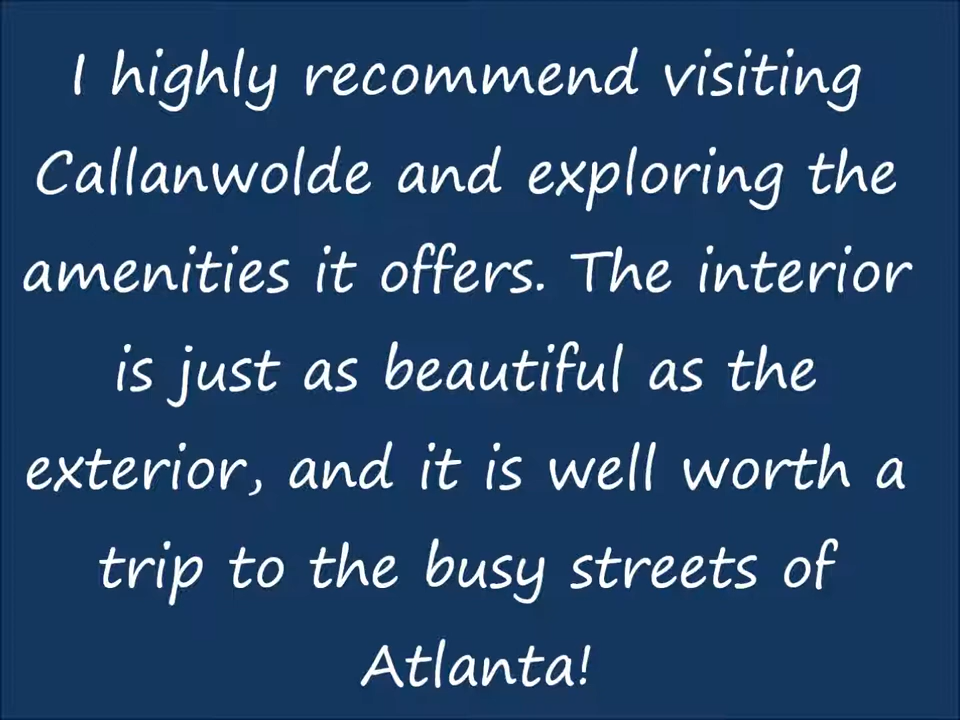 I highly recommend visiting
Callanwolde and exploring the
amenities it offers. The interior
is just as beautiful as the
exterior, and it is well worth a
trip to the busy streets of
Atlanta!